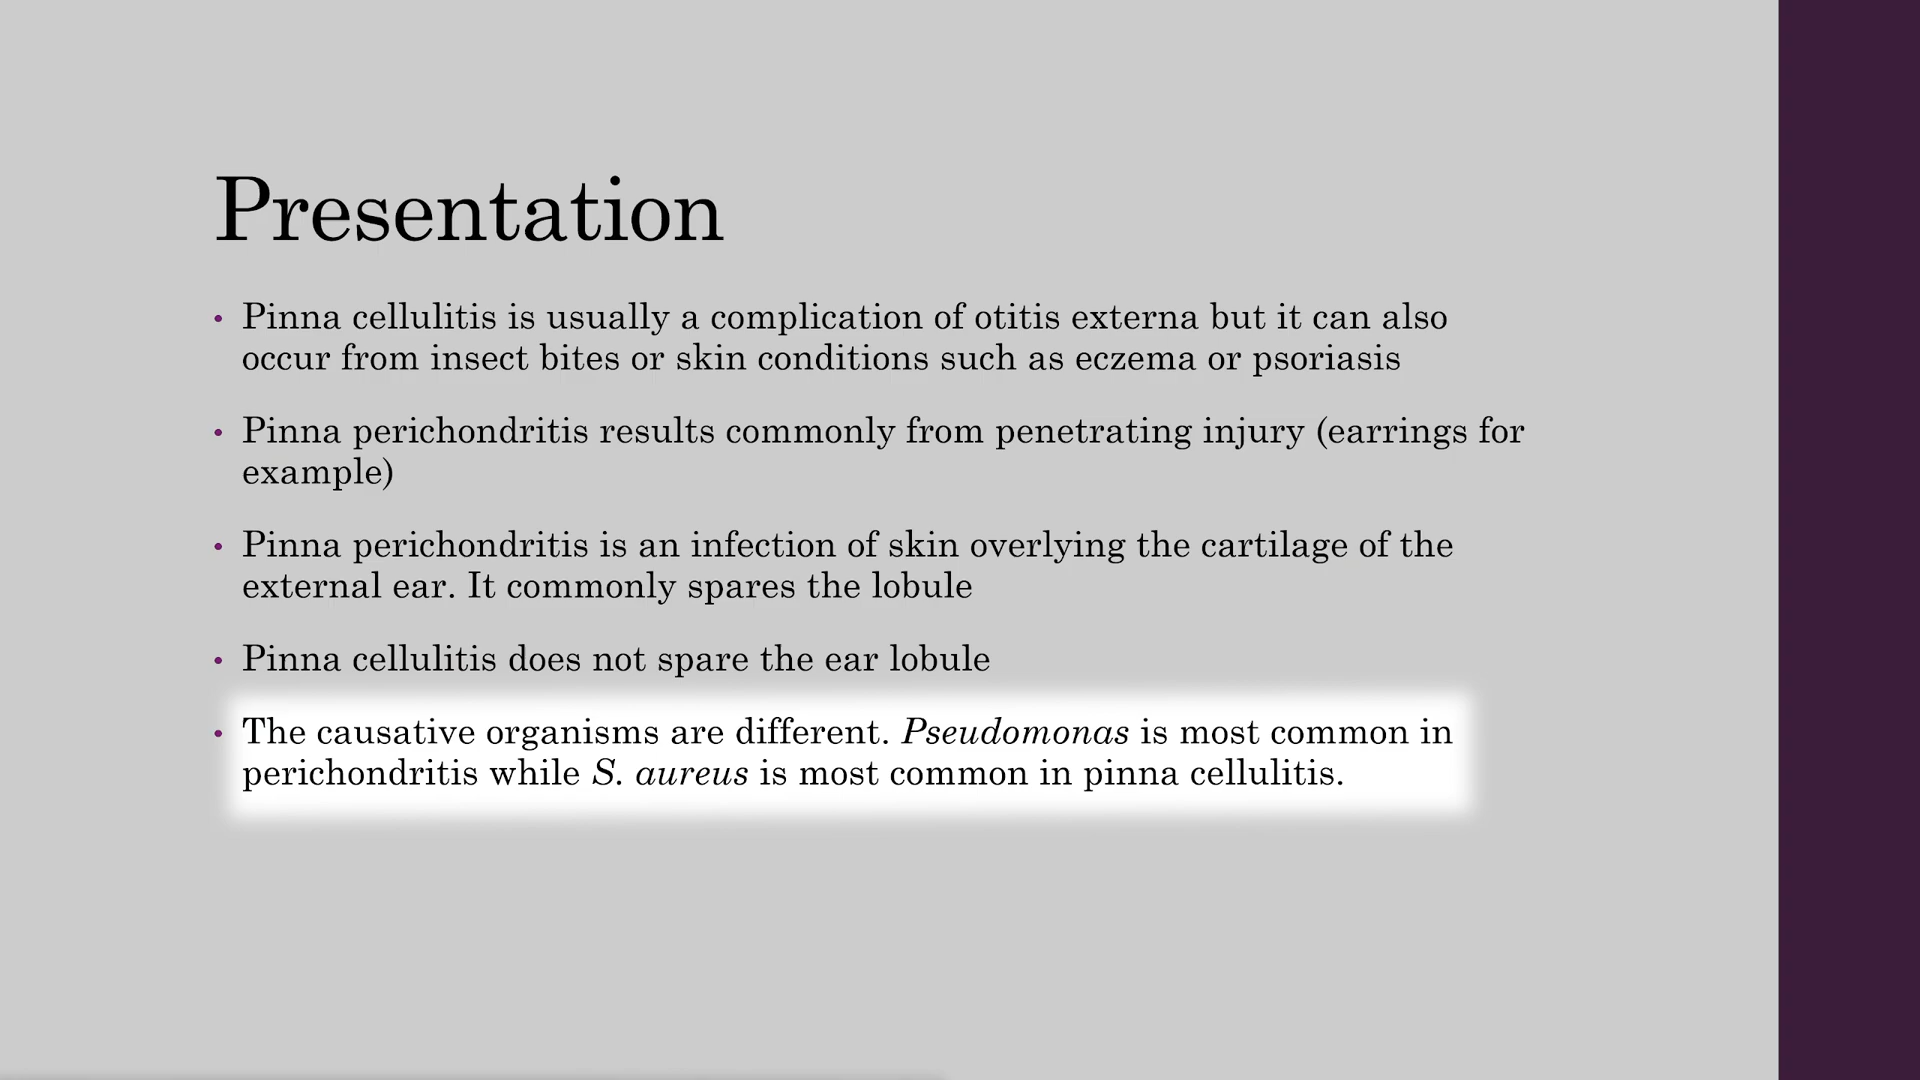 Presentation
• Pinna cellulitis is usually a complication of otitis externa but it can also
occur from insect bites or skin conditions such as eczema or psoriasis
• Pinna perichondritis results commonly from penetrating injury (earrings for
example)
• Pinna perichondritis is an infection of skin overlying the cartilage of the
external ear. It commonly spares the lobule
• Pinna cellulitis does not spare the ear lobule
• The causative organisms are different. Pseudomonas is most common in
perichondritis while S. aureus is most common in pinna cellulitis.